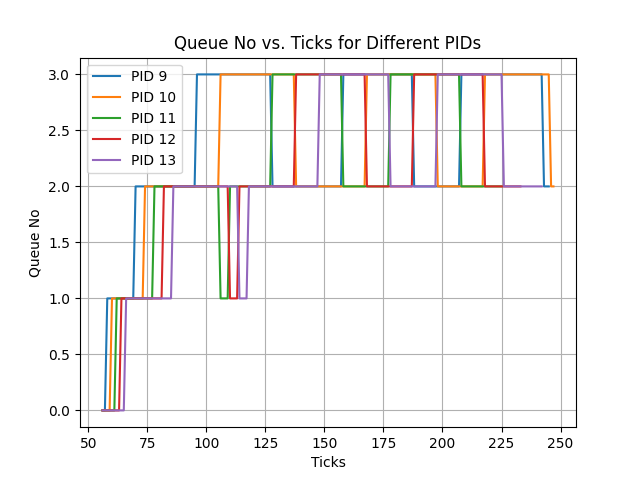 Queue No vs. Ticks for Different PIDs
PID 9
PID 10
PID 11
PID 12
PID 13
3.0
2.5
2.0
1.5
1.0
0.5
0.0
Queue No
50 75 100 125 150 175 200 225 250
Ticks